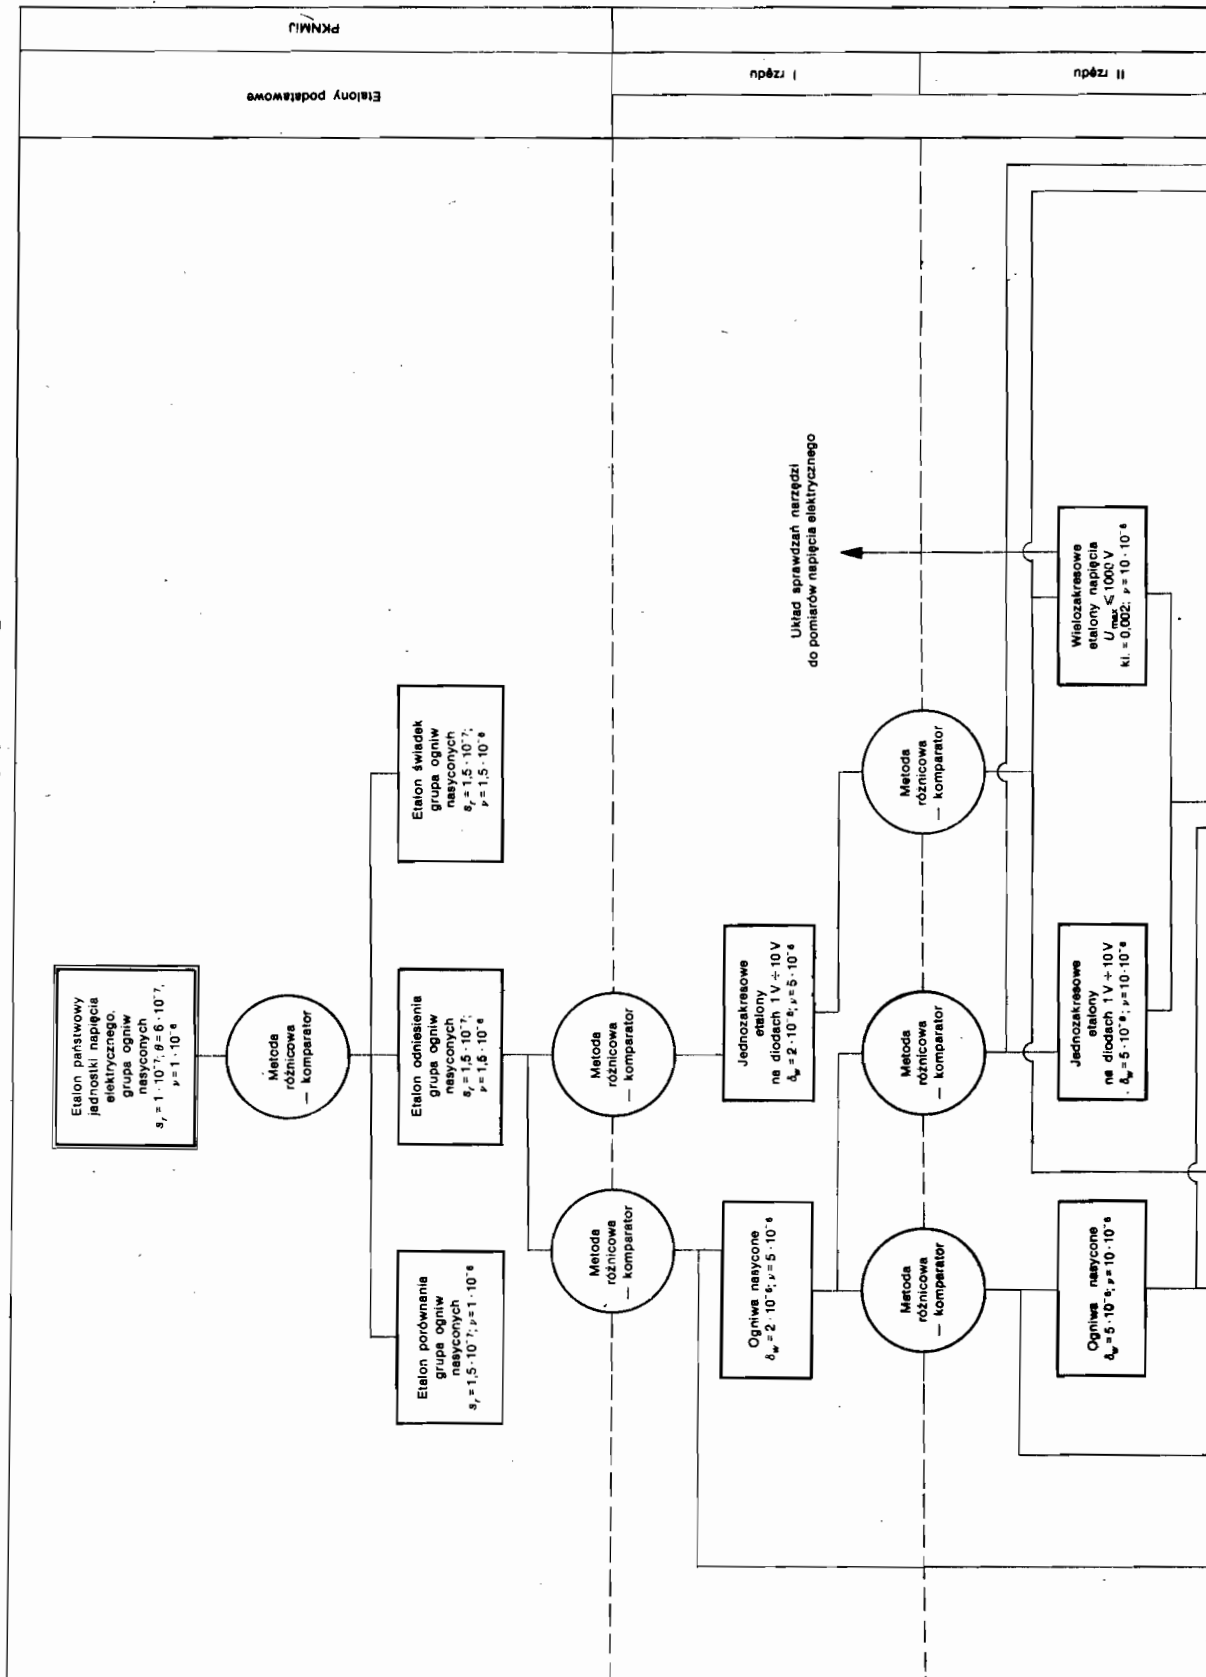 PKNMiJ
Etalony podstawowe
I rzędu
II rzędu
Etalon państwowy
jednostki napięcia
elektrycznego,
grupa ogniw
nasyconych
s_r = 1 · 10⁻⁷; θ = 6 · 10⁻⁷,
ν = 1 · 10⁻⁶
Metoda
różnicowa
— komparator
Etalon porównania
grupa ogniw
nasyconych
s_r = 1,5 · 10⁻⁷; ν = 1 · 10⁻⁶
Etalon odniesienia
grupa ogniw
nasyconych
s_r = 1,5 · 10⁻⁷;
ν = 1,5 · 10⁻⁶
Etalon świadek
grupa ogniw
nasyconych
s_r = 1,5 · 10⁻⁷;
ν = 1,5 · 10⁻⁶
Metoda
różnicowa
— komparator
Metoda
różnicowa
— komparator
Ogniwa nasycone
δ_w = 2 · 10⁻⁶; ν = 5 · 10⁻⁶
Jednozakresowe
etalony
na diodach 1 V ÷ 10 V
δ_w = 2 · 10⁻⁶; ν = 5 · 10⁻⁶
Układ sprawdzań narzędzi
do pomiarów napięcia elektrycznego
Metoda
różnicowa
— komparator
Metoda
różnicowa
— komparator
Metoda
różnicowa
— komparator
Ogniwa nasycone
δ_w = 5 · 10⁻⁶; ν = 10 · 10⁻⁶
Jednozakresowe
etalony
na diodach 1 V ÷ 10 V
δ_w = 5 · 10⁻⁶; ν = 10 · 10⁻⁶
Wielozakresowe
etalony napięcia
U_max ≤ 1000 V
kl. = 0,002; ν = 10 · 10⁻⁶